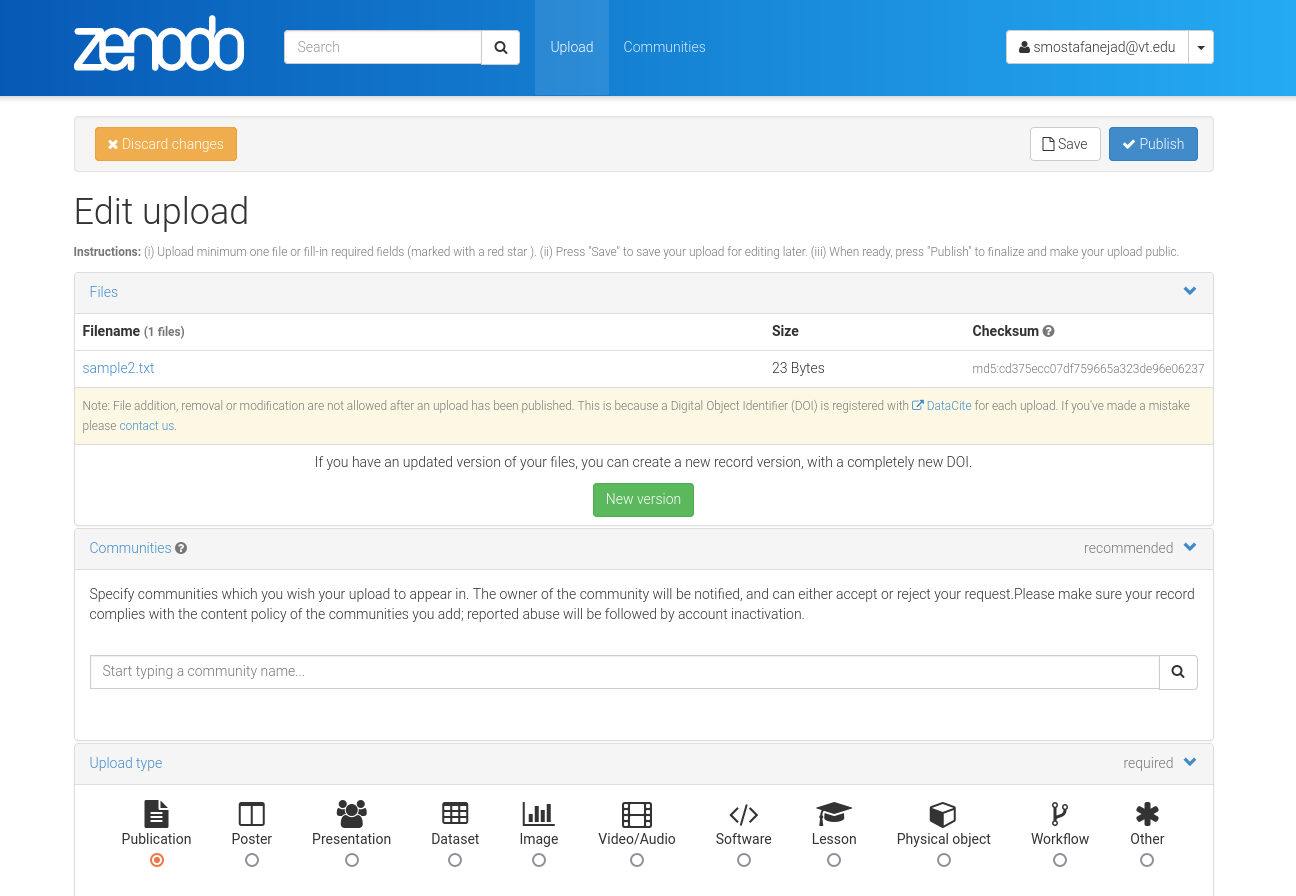 zenodo
Search
Upload
Communities
smostafanejad@vt.edu
Discard changes
Save
Publish
Edit upload
Instructions: (i) Upload minimum one file or fill-in required fields (marked with a red star ). (ii) Press "Save" to save your upload for editing later. (iii) When ready, press "Publish" to finalize and make your upload public.
Files
Filename (1 files) Size Checksum
sample2.txt 23 Bytes md5:cd375ecc07df759665a323de96e06237
Note: File addition, removal or modification are not allowed after an upload has been published. This is because a Digital Object Identifier (DOI) is registered with DataCite for each upload. If you've made a mistake
please contact us.
If you have an updated version of your files, you can create a new record version, with a completely new DOI.
New version
Communities recommended
Specify communities which you wish your upload to appear in. The owner of the community will be notified, and can either accept or reject your request.Please make sure your record
complies with the content policy of the communities you add; reported abuse will be followed by account inactivation.
Start typing a community name...
Upload type required
Publication Poster Presentation Dataset Image Video/Audio Software Lesson Physical object Workflow Other